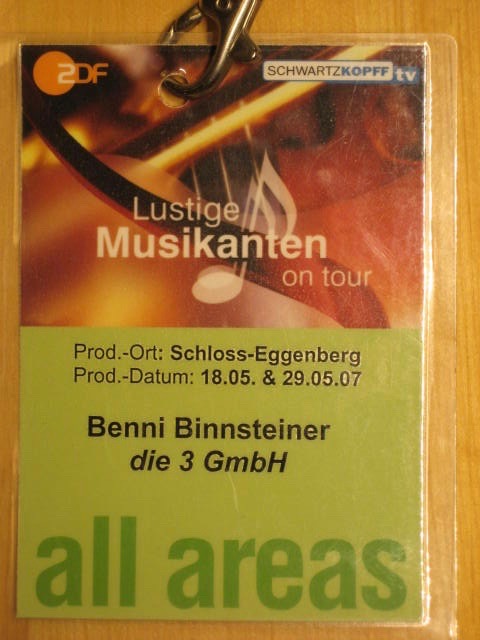 ZDF
SCHWARTZKOPFF tv
Lustige
Musikanten
on tour
Prod.-Ort: Schloss-Eggenberg
Prod.-Datum: 18.05. & 29.05.07
Benni Binnsteiner
die 3 GmbH
all areas